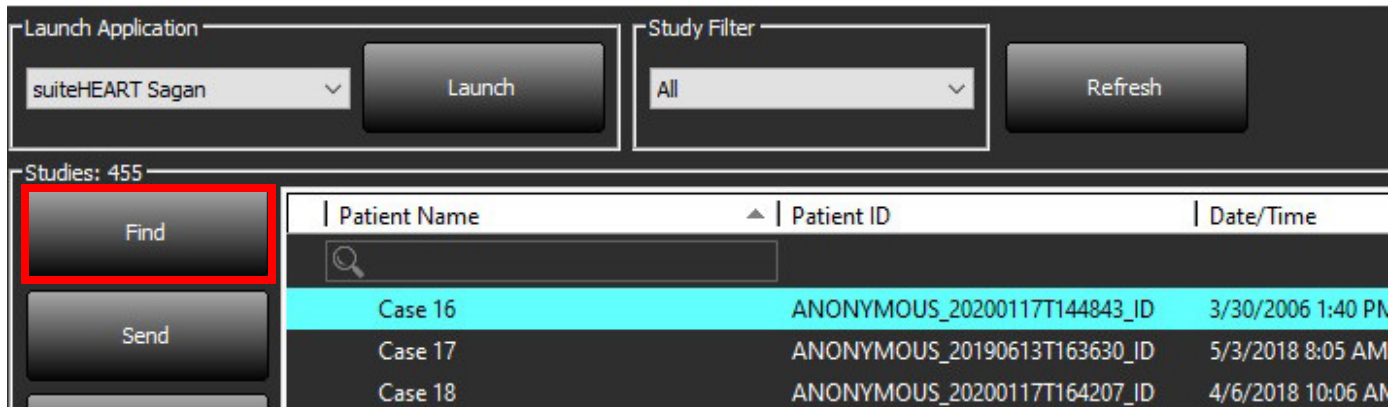 Launch Application
Study Filter
suiteHEART Sagan
Launch
All
Refresh
Studies: 455
Find
Patient Name
Patient ID
Date/Time
Case 16
ANONYMOUS_20200117T144843_ID
3/30/2006 1:40 PM
Send
Case 17
ANONYMOUS_20190613T163630_ID
5/3/2018 8:05 AM
Case 18
ANONYMOUS_20200117T164207_ID
4/6/2018 10:06 AM